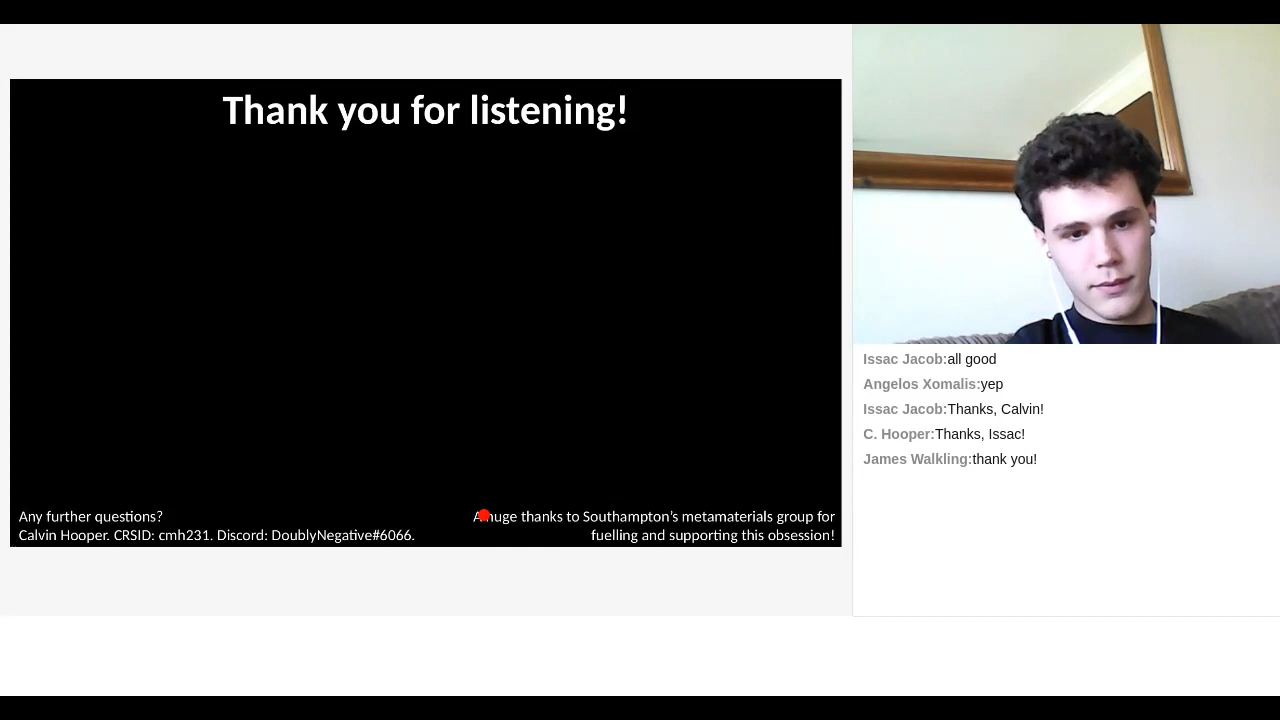 Thank you for listening!
Any further questions?
Calvin Hooper. CRSID: cmh231. Discord: DoublyNegative#6066.
A huge thanks to Southampton's metamaterials group for
fuelling and supporting this obsession!
Issac Jacob:all good
Angelos Xomalis:yep
Issac Jacob:Thanks, Calvin!
C. Hooper:Thanks, Issac!
James Walkling:thank you!